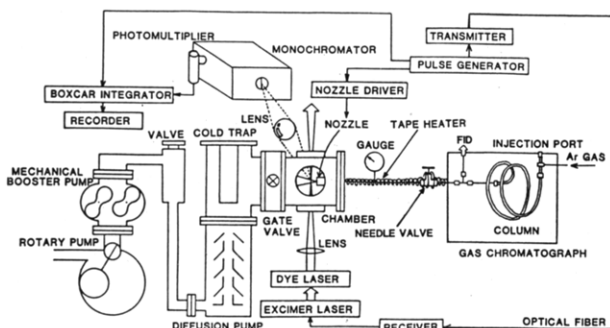 TRANSMITTER
PHOTOMULTIPLIER
MONOCHROMATOR
PULSE GENERATOR
BOXCAR INTEGRATOR
NOZZLE DRIVER
RECORDER
LENS
VALVE
COLD TRAP
NOZZLE
GAUGE
TAPE HEATER
FID
INJECTION PORT
Ar GAS
MECHANICAL
BOOSTER PUMP
GATE
VALVE
CHAMBER
NEEDLE VALVE
COLUMN
ROTARY PUMP
LENS
GAS CHROMATOGRAPH
DYE LASER
EXCIMER LASER
DIFFUSION PUMP
RECEIVER
OPTICAL FIBER